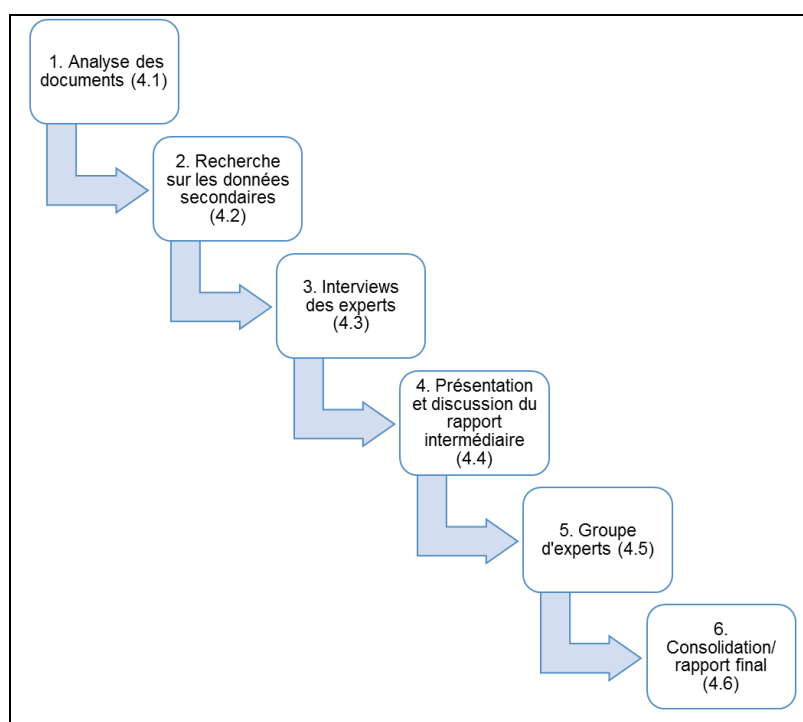 1. Analyse des
documents (4.1)
2. Recherche
sur les données
secondaires
(4.2)
3. Interviews
des experts
(4.3)
4. Présentation
et discussion du
rapport
intermédiaire
(4.4)
5. Groupe
d'experts (4.5)
6.
Consolidation/
rapport final
(4.6)